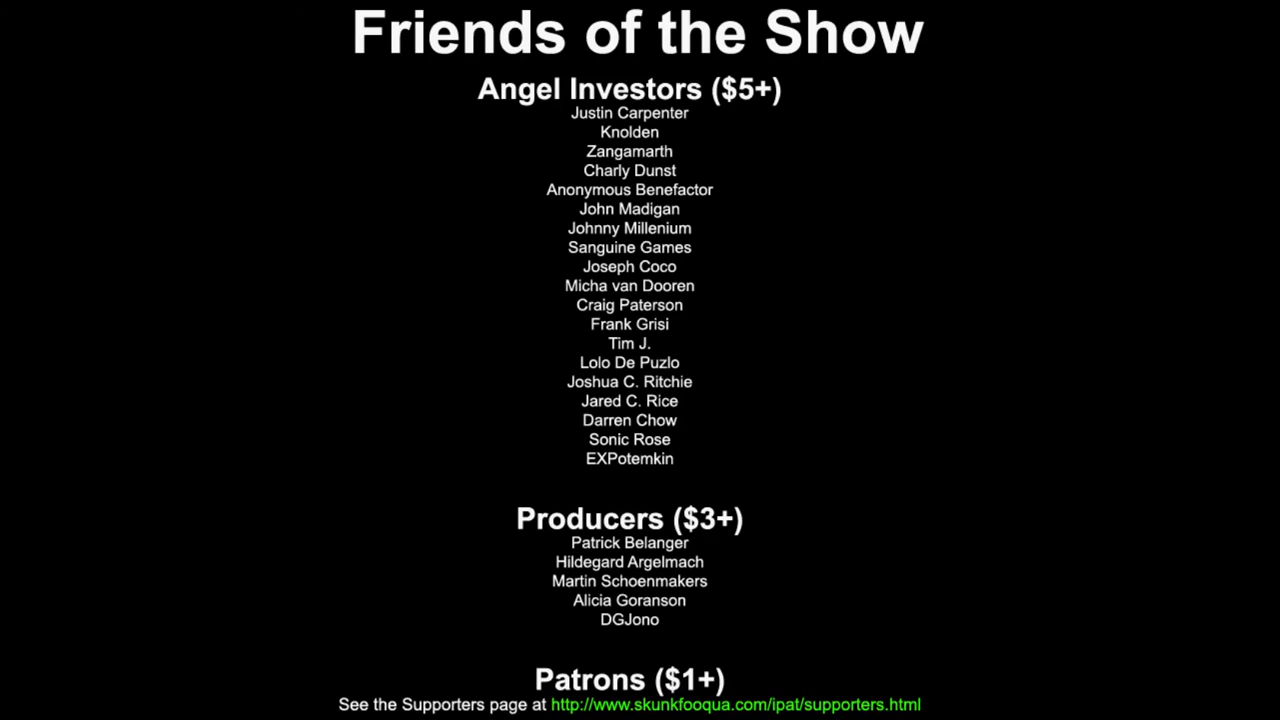 Friends of the Show
Angel Investors ($5+)
Justin Carpenter
Knolden
Zangamarth
Charly Dunst
Anonymous Benefactor
John Madigan
Johnny Millenium
Sanguine Games
Joseph Coco
Micha van Dooren
Craig Paterson
Frank Grisi
Tim J.
Lolo De Puzlo
Joshua C. Ritchie
Jared C. Rice
Darren Chow
Sonic Rose
EXPotemkin
Producers ($3+)
Patrick Belanger
Hildegard Argelmach
Martin Schoenmakers
Alicia Goranson
DGJono
Patrons ($1+)
See the Supporters page at http://www.skunkfooqua.com/ipat/supporters.html